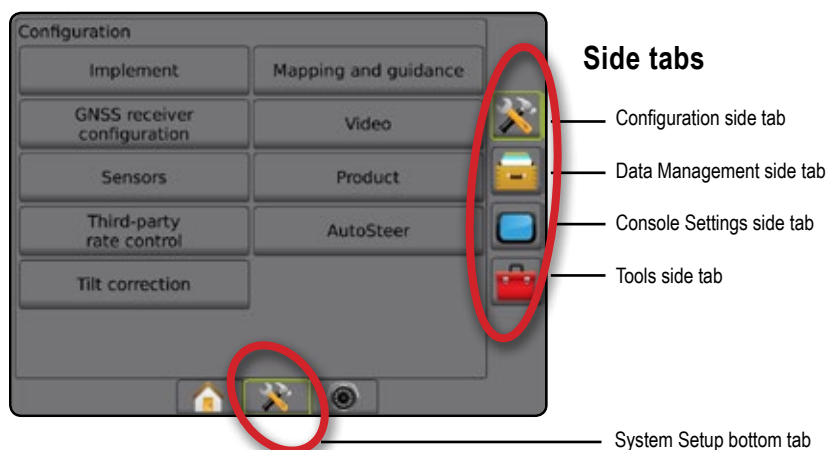 Configuration
Implement
Mapping and guidance
GNSS receiver
configuration
Video
Sensors
Product
Third-party
rate control
AutoSteer
Tilt correction
Side tabs
Configuration side tab
Data Management side tab
Console Settings side tab
Tools side tab
System Setup bottom tab